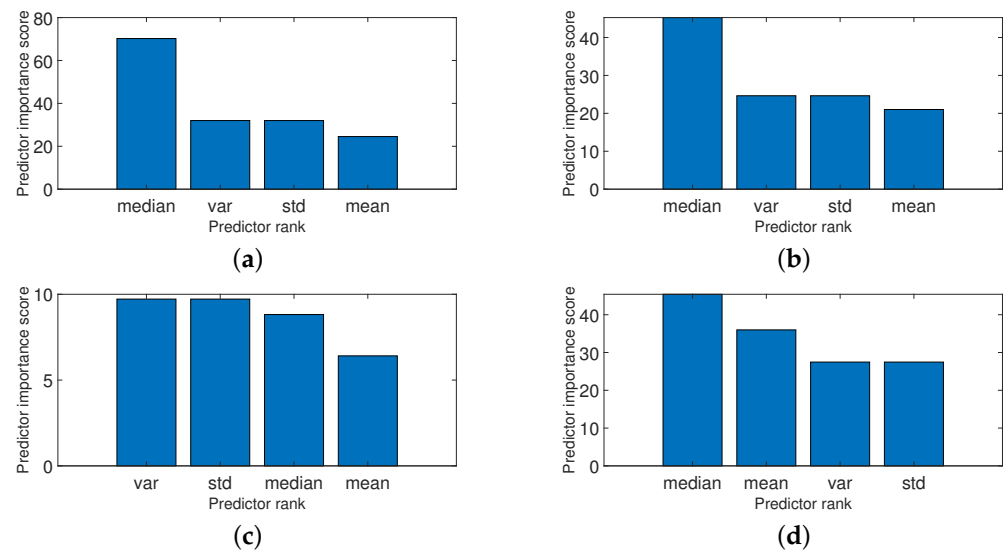 Predictor importance score
80
60
40
20
0
median var std mean
Predictor rank
(a)
Predictor importance score
40
30
20
10
0
median var std mean
Predictor rank
(b)
Predictor importance score
10
5
0
var std median mean
Predictor rank
(c)
Predictor importance score
40
30
20
10
0
median mean var std
Predictor rank
(d)